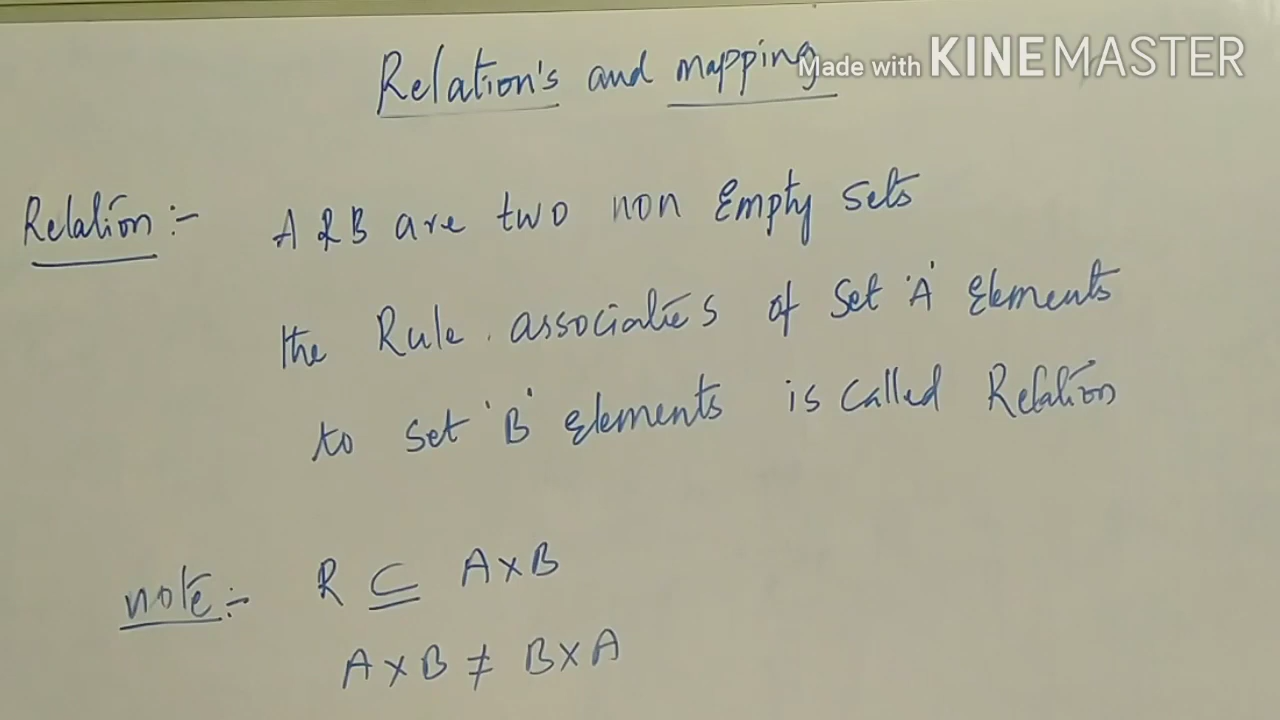 Relation's and mapping
Made with KINEMASTER
Relation :- A & B are two non Empty sets
the Rule associaties of set 'A' Elements
to set 'B' Elements is called Relation
note :- R ⊆ A×B
A×B ≠ B×A